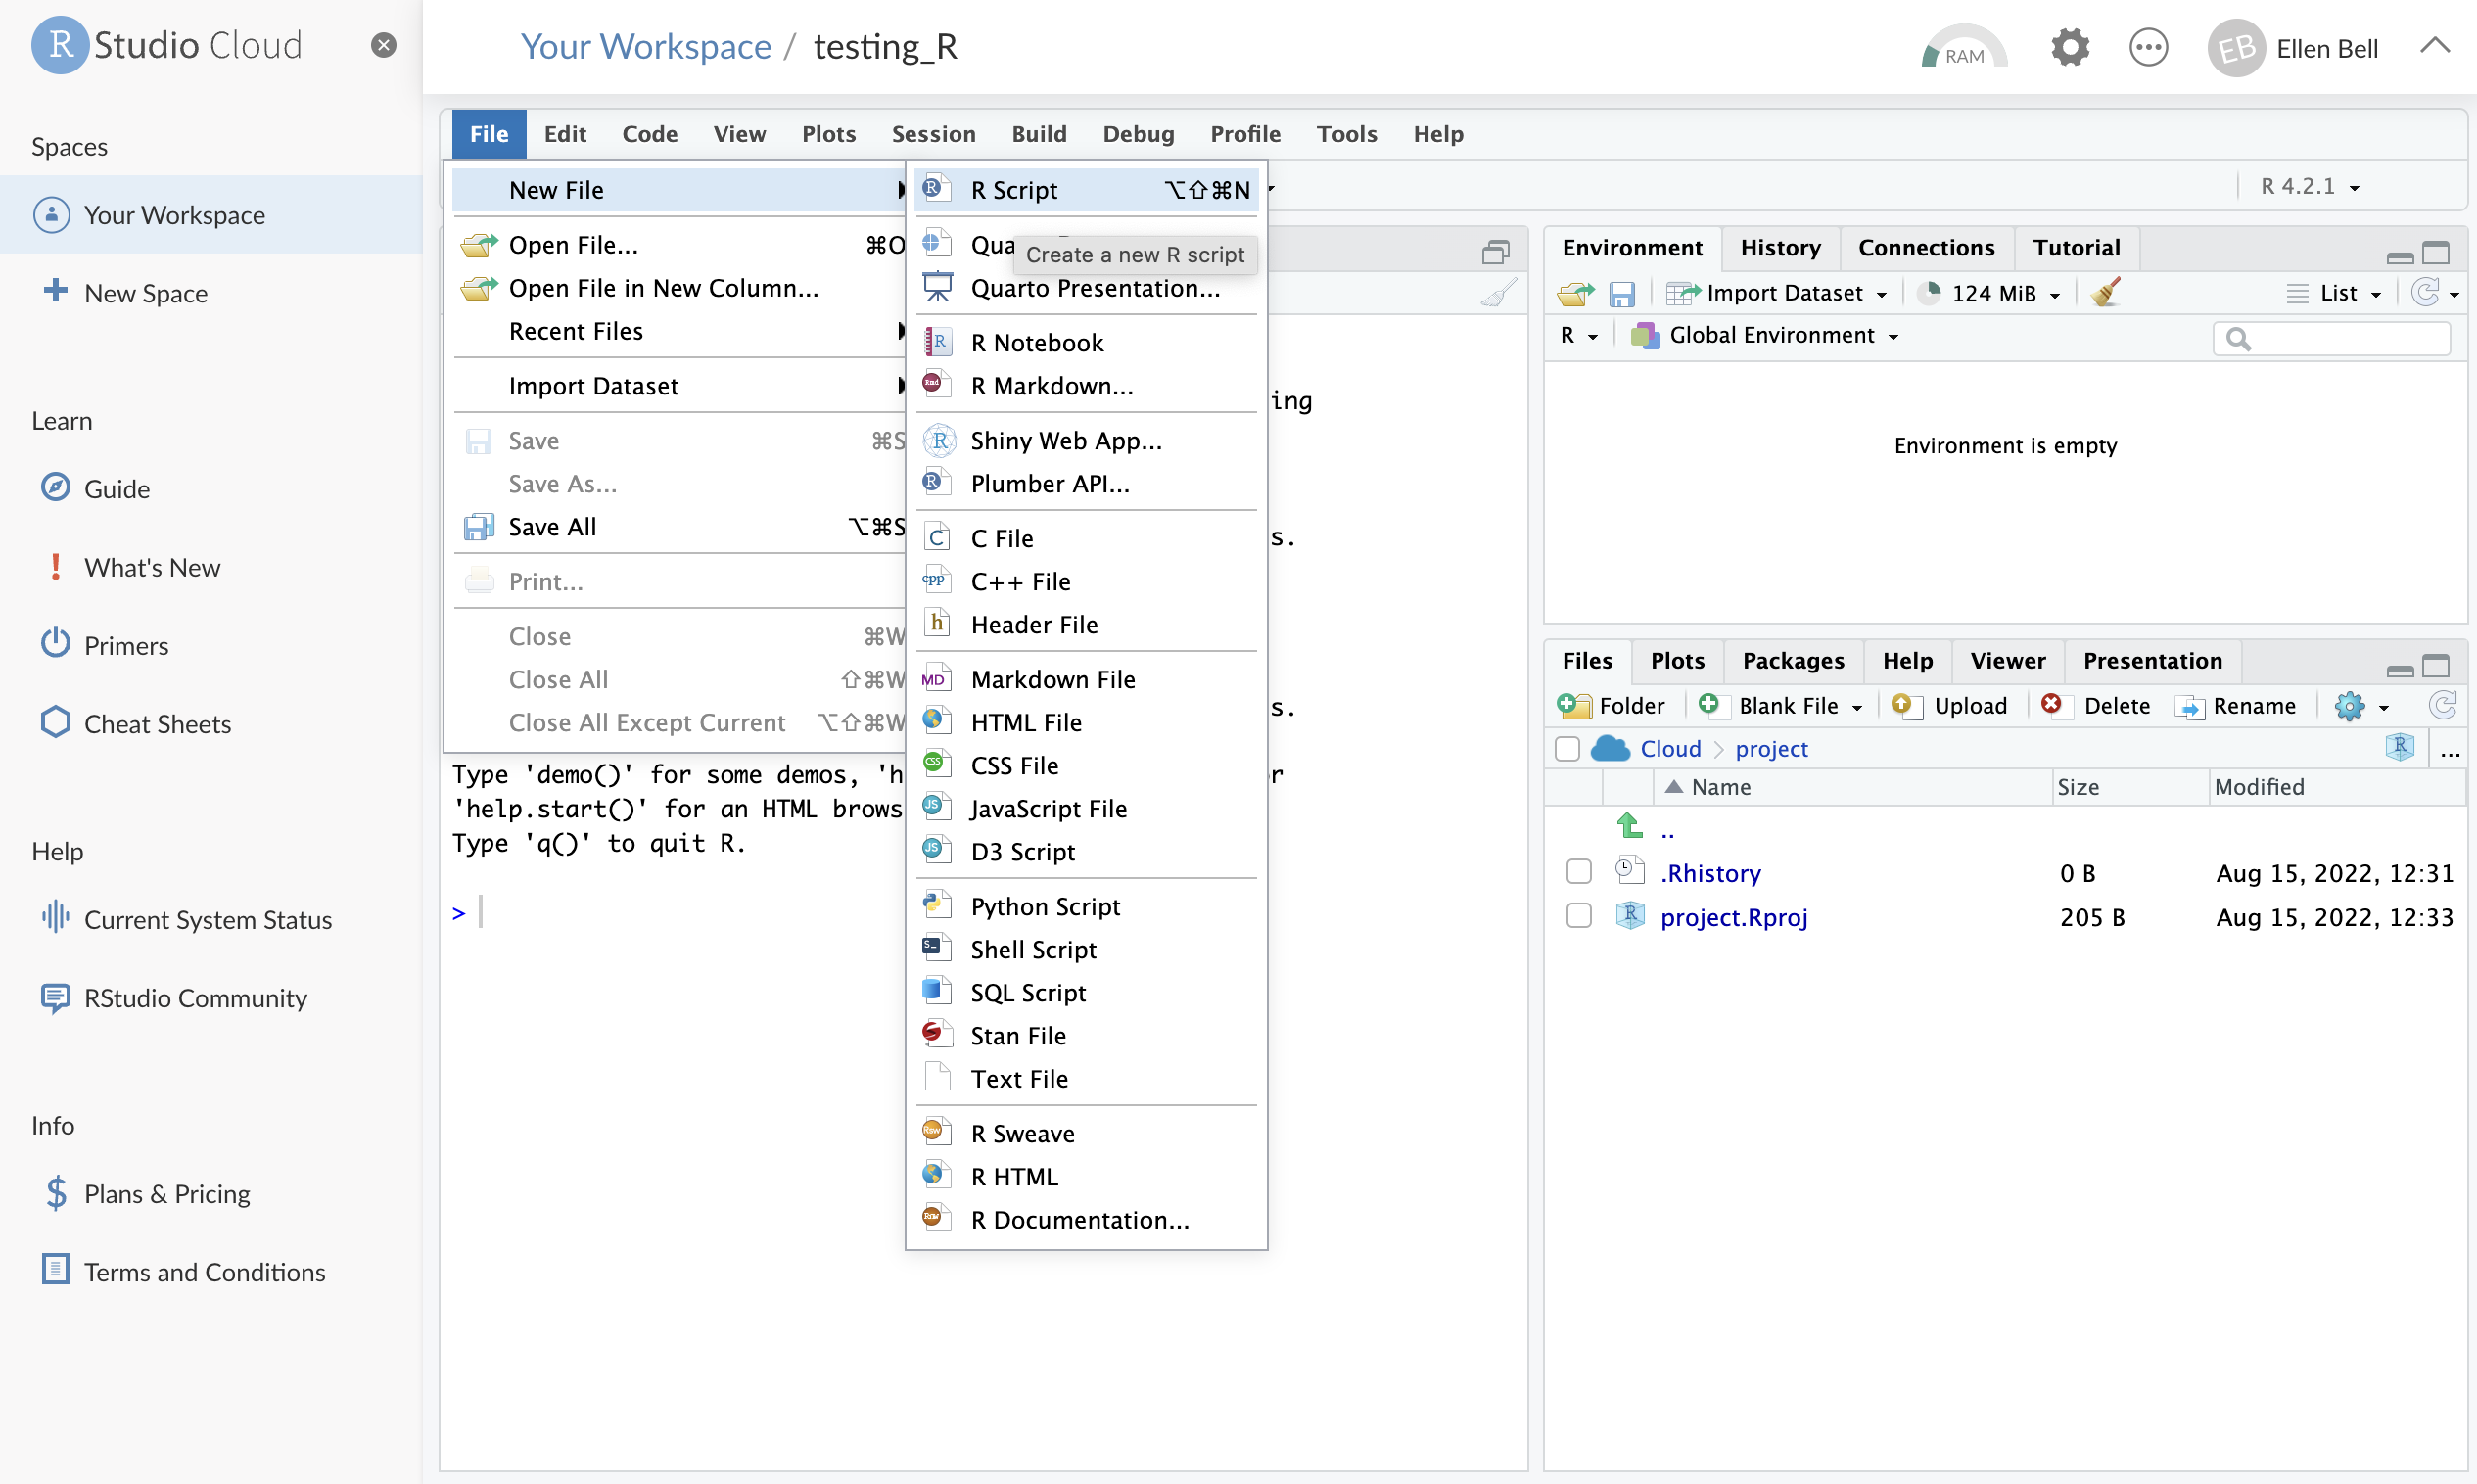 R Studio Cloud
Your Workspace / testing_R
RAM
EB Ellen Bell
Spaces
Your Workspace
New Space
Learn
Guide
What's New
Primers
Cheat Sheets
Help
Current System Status
RStudio Community
Info
Plans & Pricing
Terms and Conditions
File Edit Code View Plots Session Build Debug Profile Tools Help
R 4.2.1
New File
Open File... ⌘O
Open File in New Column...
Recent Files
Import Dataset
Save ⌘S
Save As...
Save All ⌥⌘S
Print...
Close ⌘W
Close All ⇧⌘W
Close All Except Current ⌥⇧⌘W
R Script ⌥⇧⌘N
Create a new R script
Quarto Presentation...
R Notebook
R Markdown...
Shiny Web App...
Plumber API...
C File
C++ File
Header File
Markdown File
HTML File
CSS File
JavaScript File
D3 Script
Python Script
Shell Script
SQL Script
Stan File
Text File
R Sweave
R HTML
R Documentation...
Type 'demo()' for some demos, 'h
'help.start()' for an HTML brows
Type 'q()' to quit R.
>
Environment History Connections Tutorial
Import Dataset 124 MiB List
R Global Environment
Environment is empty
Files Plots Packages Help Viewer Presentation
Folder Blank File Upload Delete Rename
Cloud > project ...
Name Size Modified
..
.Rhistory 0 B Aug 15, 2022, 12:31
project.Rproj 205 B Aug 15, 2022, 12:33